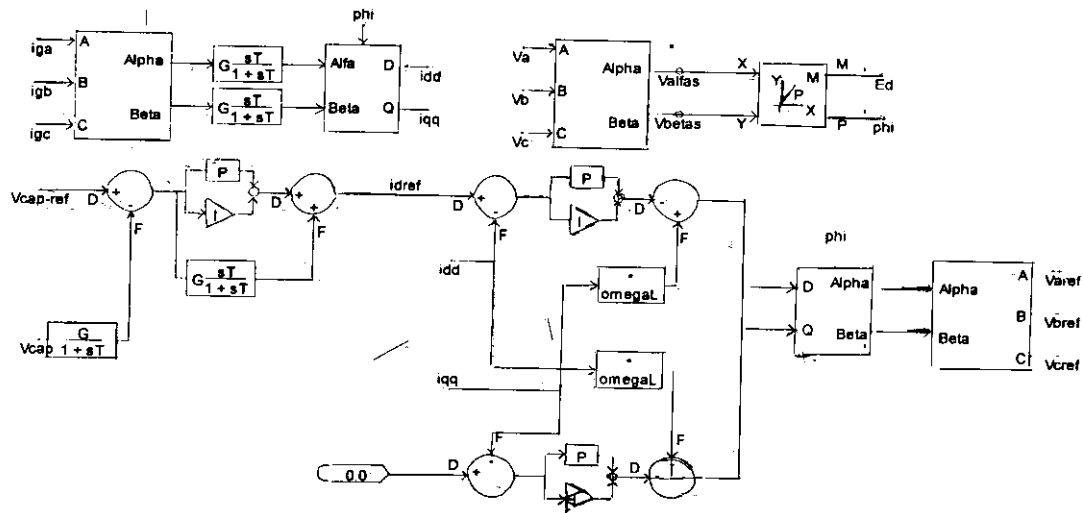 phi
iga A Alpha G sT / 1 + sT Alfa D idd
igb B
igc C Beta G sT / 1 + sT Beta Q iqq
Va A Alpha Valfas X Y P X M M Ed
Vb B
Vc C Beta Vbetas Y P phi
Vcap-ref D + - F
P I D + + F
G sT / 1 + sT
Vcap G / 1 + sT
idref D + - F
idd
P I D - + F
* omegaL
* omegaL
iqq
0.0 D + - F
P D - F
phi
D Alpha Alpha A Varef
B Vbref
Q Beta Beta C Vcref